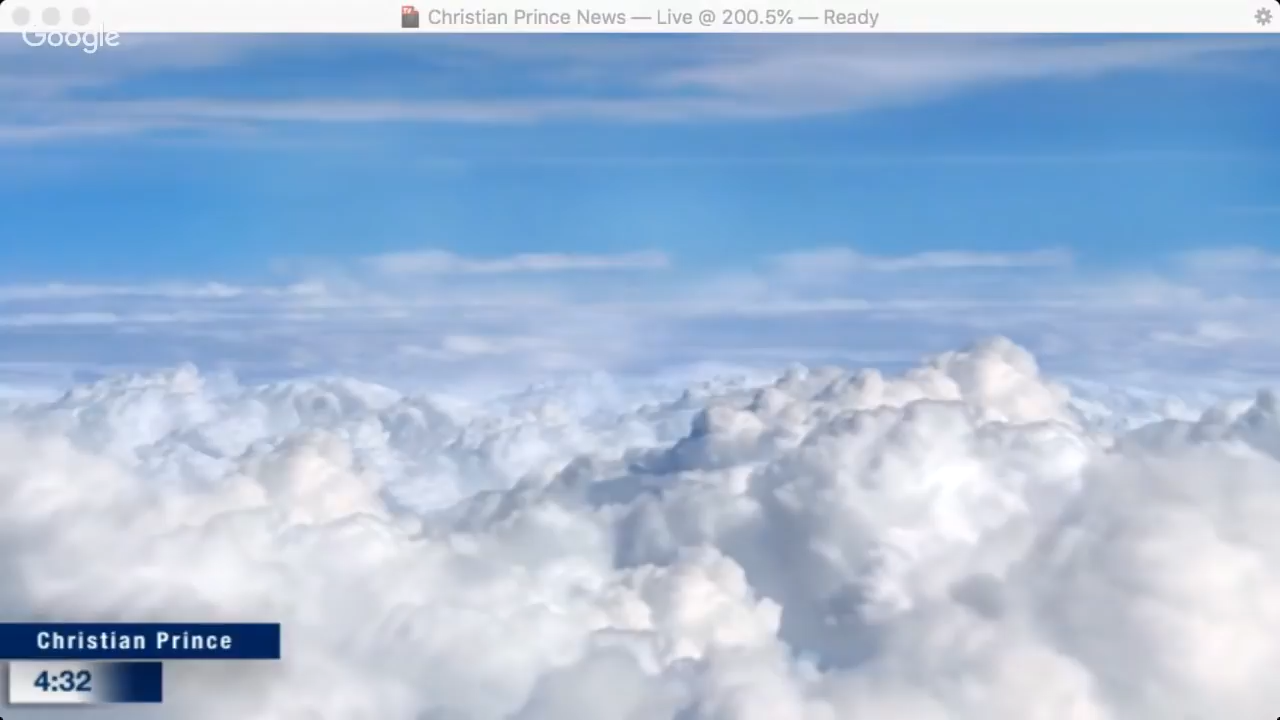 Christian Prince News — Live @ 200.5% — Ready
Google
Christian Prince
4:32